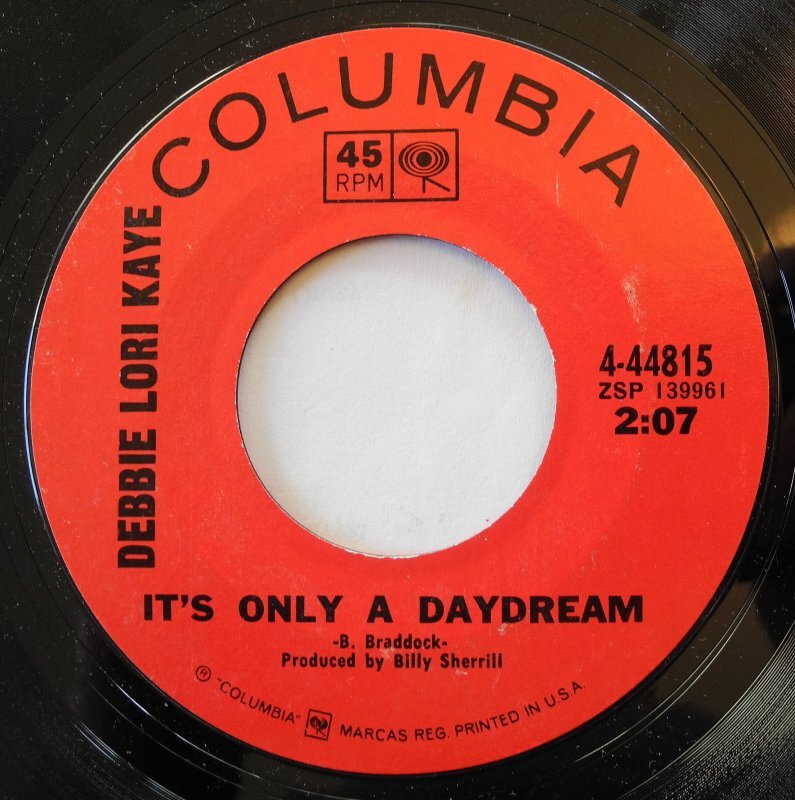 COLUMBIA
45
RPM
DEBBIE LORI KAYE
4-44815
ZSP 139961
2:07
IT'S ONLY A DAYDREAM
-B. Braddock-
Produced by Billy Sherrill
® "COLUMBIA" MARCAS REG. PRINTED IN U.S.A.